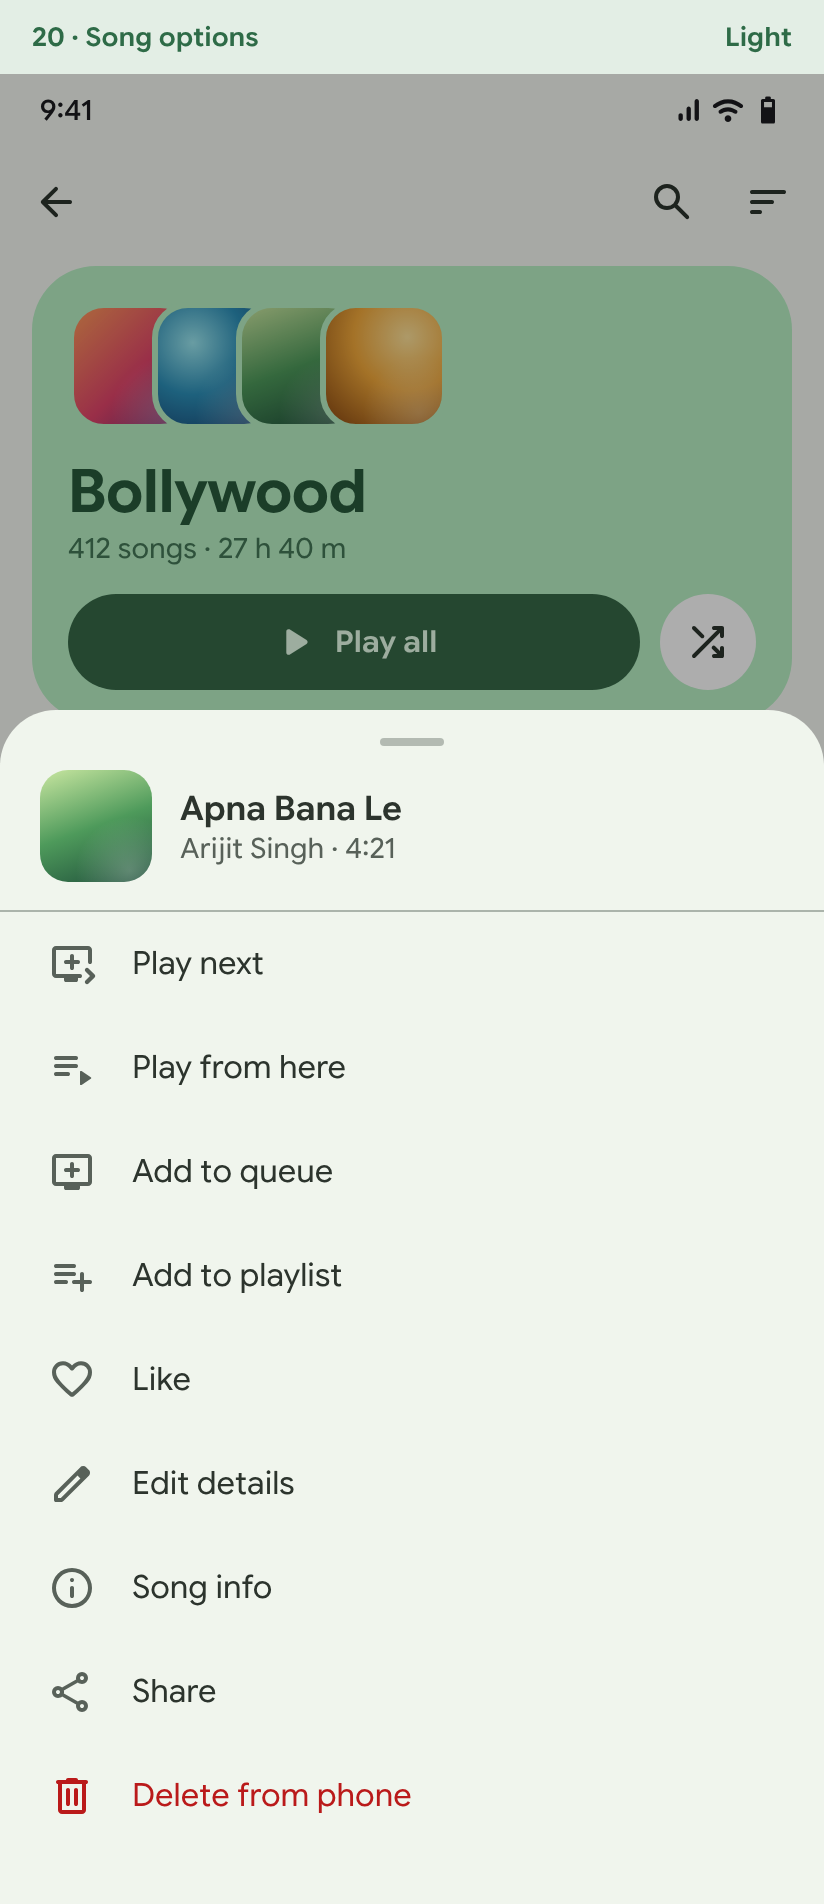 20 · Song options
Light
9:41
Bollywood
412 songs · 27 h 40 m
Play all
Apna Bana Le
Arijit Singh · 4:21
Play next
Play from here
Add to queue
Add to playlist
Like
Edit details
Song info
Share
Delete from phone